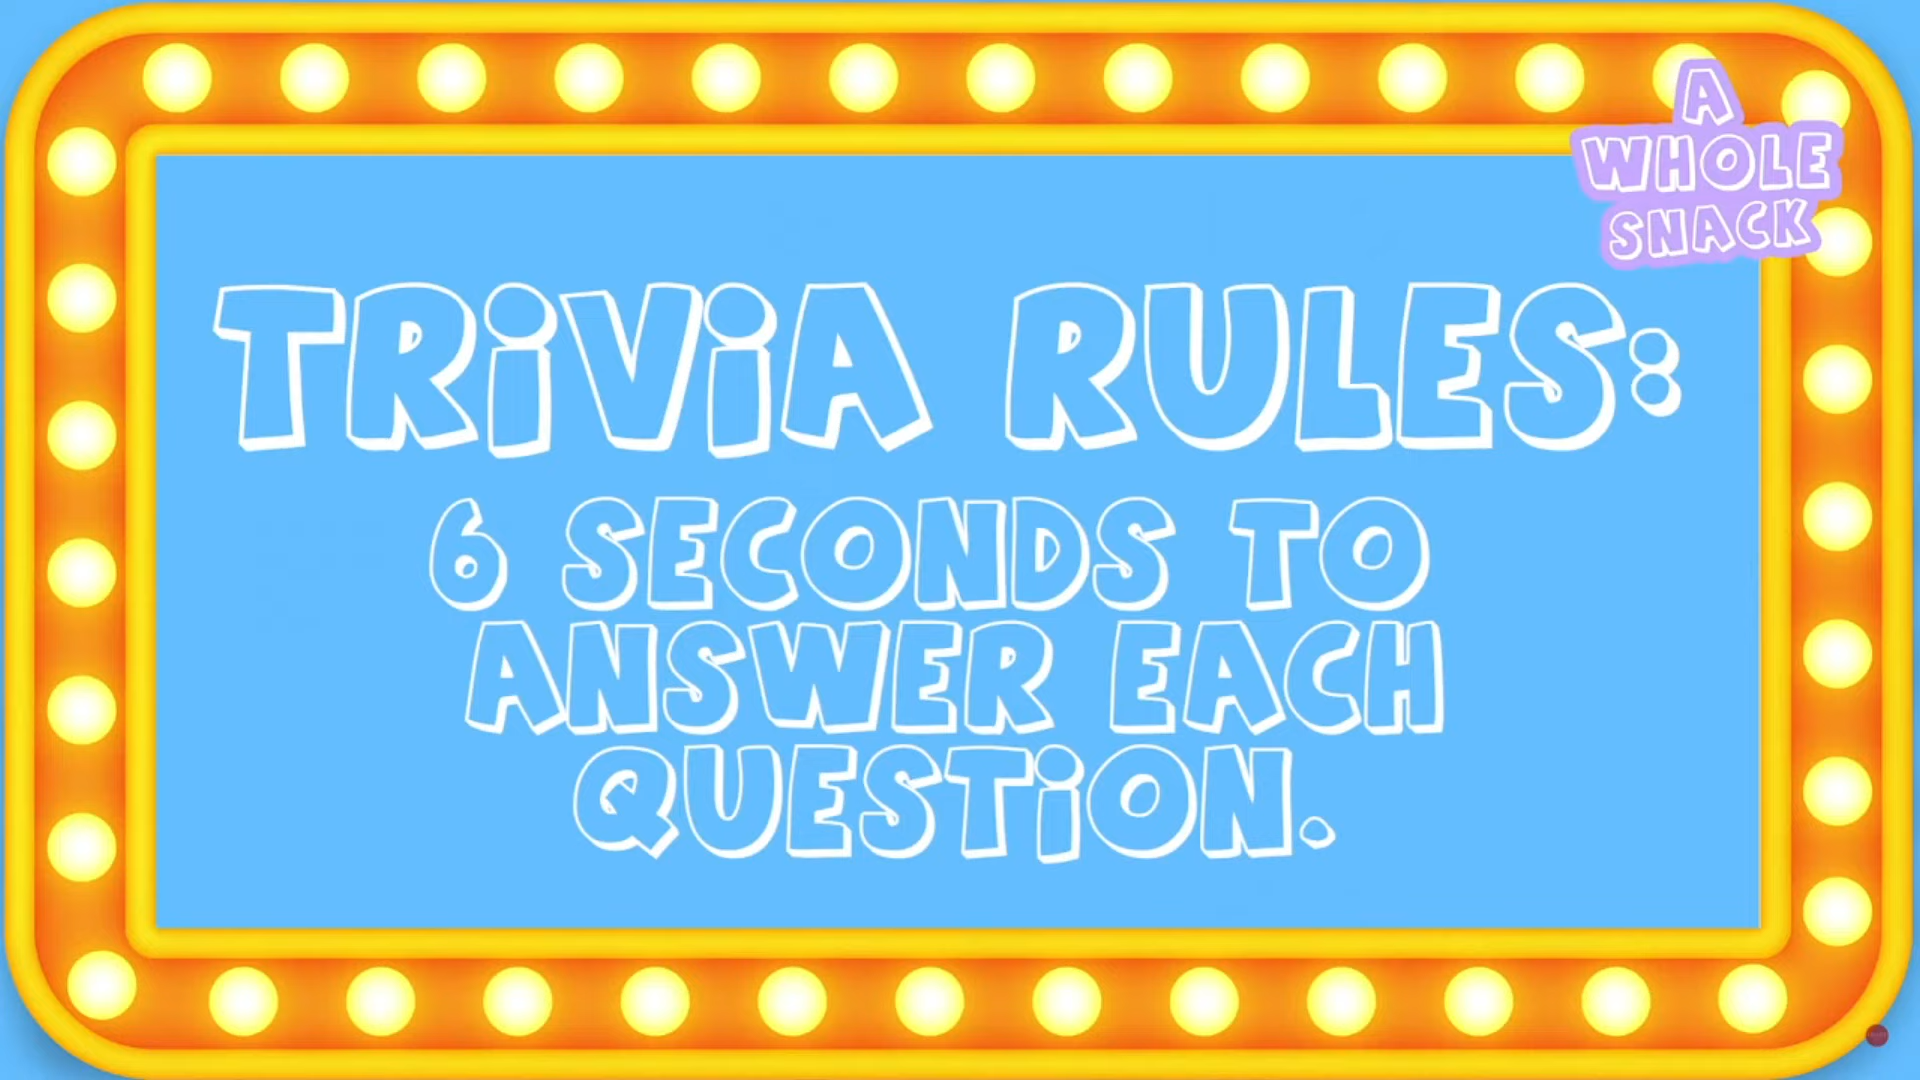 A
WHOLE
SNACK
TRiViA RULES:
6 SECONDS TO
ANSWER EACH
QUESTiON.